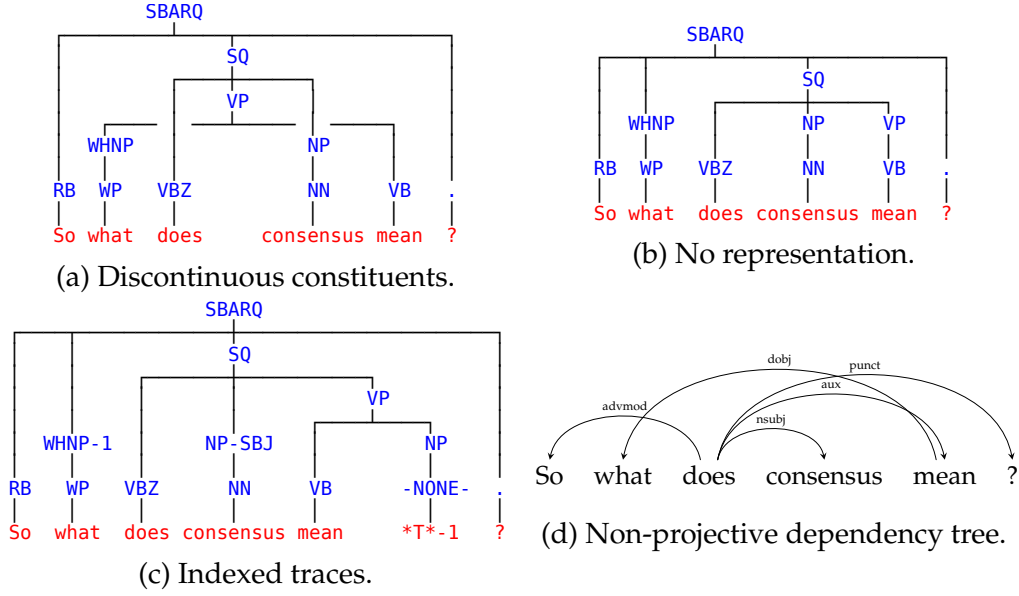 SBARQ
SQ
VP
WHNP NP
RB WP VBZ NN VB .
So what does consensus mean ?
(a) Discontinuous constituents.
SBARQ
SQ
WHNP NP VP
RB WP VBZ NN VB .
So what does consensus mean ?
(b) No representation.
SBARQ
SQ
VP
WHNP-1 NP-SBJ NP
RB WP VBZ NN VB -NONE- .
So what does consensus mean *T*-1 ?
(c) Indexed traces.
dobj punct
aux
advmod
nsubj
So what does consensus mean ?
(d) Non-projective dependency tree.